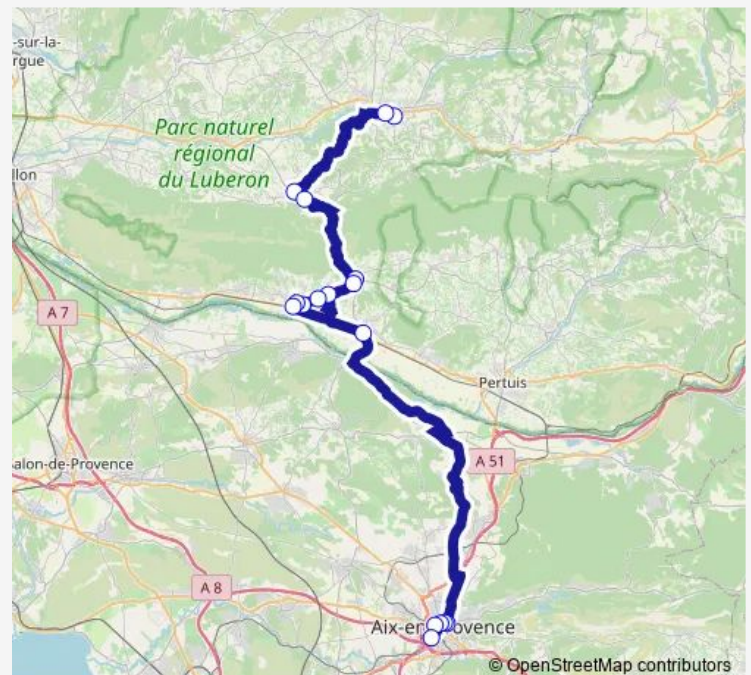 -sur-la-
rgue
Parc naturel
régional
du Luberon
llon
A 7
Pertuis
alon-de-Provence
A 51
A 8
Aix-en-Provence
© OpenStreetMap contributors